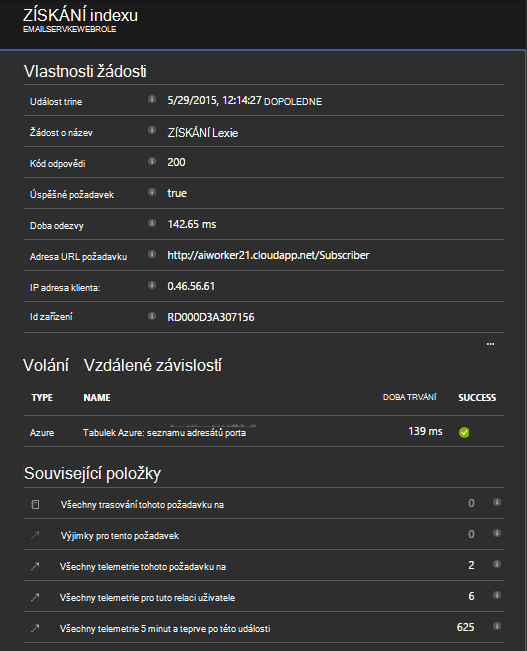 ZÍSKÁNÍ indexu
EMAILSERVKEWEBROLE
Vlastnosti žádosti
Událost trine 5/29/2015, 12:14:27 DOPOLEDNE
Žádost o název ZÍSKÁNÍ Lexie
Kód odpovědi 200
Úspěšné požadavek true
Doba odezvy 142.65 ms
Adresa URL požadavku http://aiworker21.cloudapp.net/Subscriber
IP adresa klienta: 0.46.56.61
Id zařízení RD000D3A307156
...
Volání Vzdálené závislostí
TYPE NAME DOBA TRVÁNÍ SUCCESS
Azure Tabulek Azure: seznamu adresátů porta 139 ms
Související položky
Všechny trasování tohoto požadavku na 0
Výjimky pro tento požadavek 0
Všechny telemetrie tohoto požadavku na 2
Všechny telemetrie pro tuto relaci uživatele 6
Všechny telemetrie 5 minut a teprve po této události 625